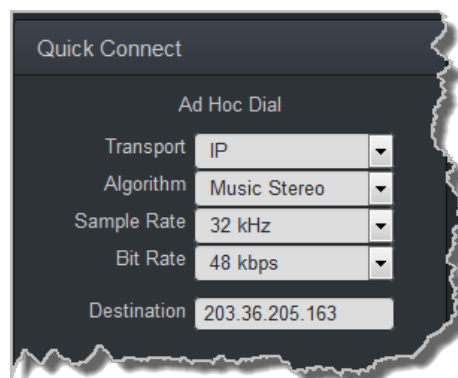 Quick Connect
Ad Hoc Dial
Transport IP
Algorithm Music Stereo
Sample Rate 32 kHz
Bit Rate 48 kbps
Destination 203.36.205.163